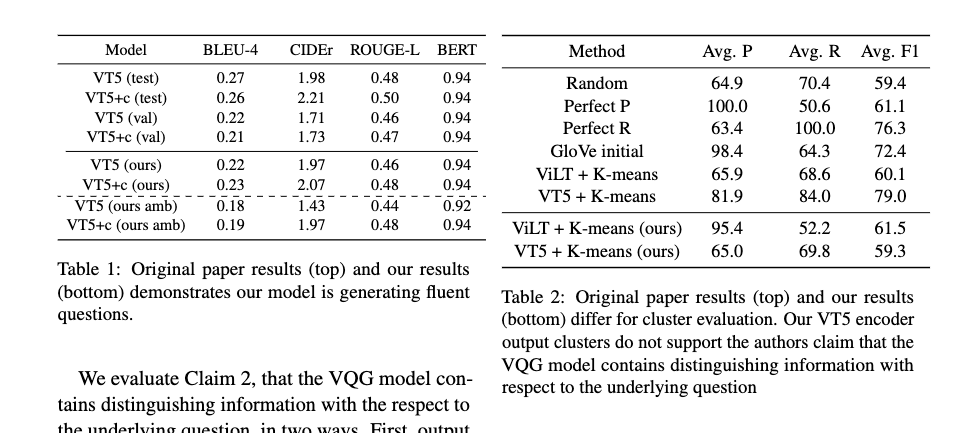 Model BLEU-4 CIDEr ROUGE-L BERT
VT5 (test) 0.27 1.98 0.48 0.94
VT5+c (test) 0.26 2.21 0.50 0.94
VT5 (val) 0.22 1.71 0.46 0.94
VT5+c (val) 0.21 1.73 0.47 0.94
VT5 (ours) 0.22 1.97 0.46 0.94
VT5+c (ours) 0.23 2.07 0.48 0.94
VT5 (ours amb) 0.18 1.43 0.44 0.92
VT5+c (ours amb) 0.19 1.97 0.48 0.94
Table 1: Original paper results (top) and our results
(bottom) demonstrates our model is generating fluent
questions.
We evaluate Claim 2, that the VQG model con-
tains distinguishing information with the respect to
the underlying question, in two ways. First, output
Method Avg. P Avg. R Avg. F1
Random 64.9 70.4 59.4
Perfect P 100.0 50.6 61.1
Perfect R 63.4 100.0 76.3
GloVe initial 98.4 64.3 72.4
ViLT + K-means 65.9 68.6 60.1
VT5 + K-means 81.9 84.0 79.0
ViLT + K-means (ours) 95.4 52.2 61.5
VT5 + K-means (ours) 65.0 69.8 59.3
Table 2: Original paper results (top) and our results
(bottom) differ for cluster evaluation. Our VT5 encoder
output clusters do not support the authors claim that the
VQG model contains distinguishing information with
respect to the underlying question